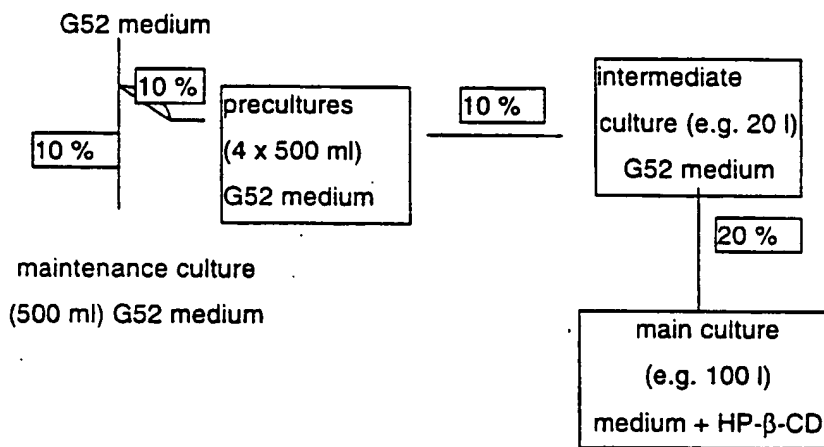 G52 medium
10 %
10 %
precultures
(4 x 500 ml)
G52 medium
10 %
intermediate
culture (e.g. 20 l)
G52 medium
20 %
maintenance culture
(500 ml) G52 medium
main culture
(e.g. 100 l)
medium + HP-β-CD